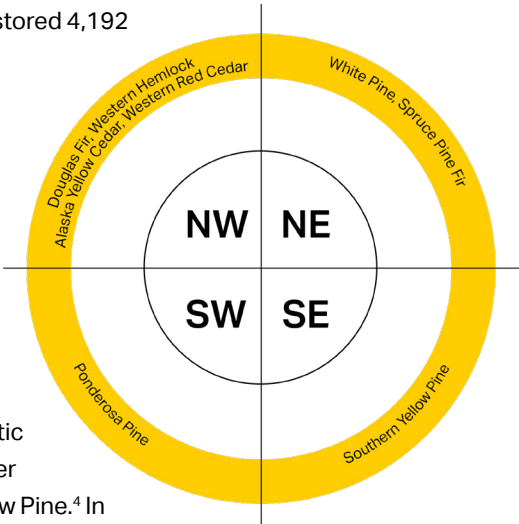 stored 4,192
Douglas Fir, Western Hemlock
Alaska Yellow Cedar, Western Red Cedar
White Pine, Spruce Pine Fir
NW NE
SW SE
Ponderosa Pine
Southern Yellow Pine
tic
er
w Pine.⁴ In